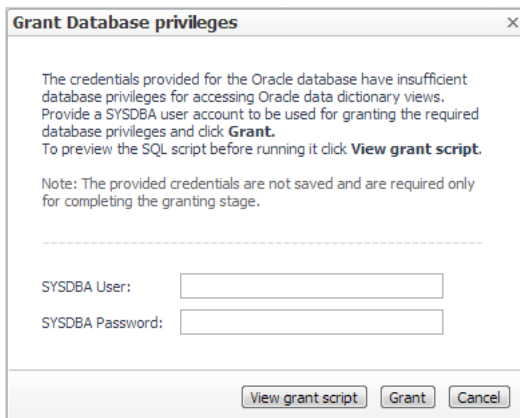 Grant Database privileges
The credentials provided for the Oracle database have insufficient
database privileges for accessing Oracle data dictionary views.
Provide a SYSDBA user account to be used for granting the required
database privileges and click Grant.
To preview the SQL script before running it click View grant script.
Note: The provided credentials are not saved and are required only
for completing the granting stage.
SYSDBA User:
SYSDBA Password:
View grant script Grant Cancel